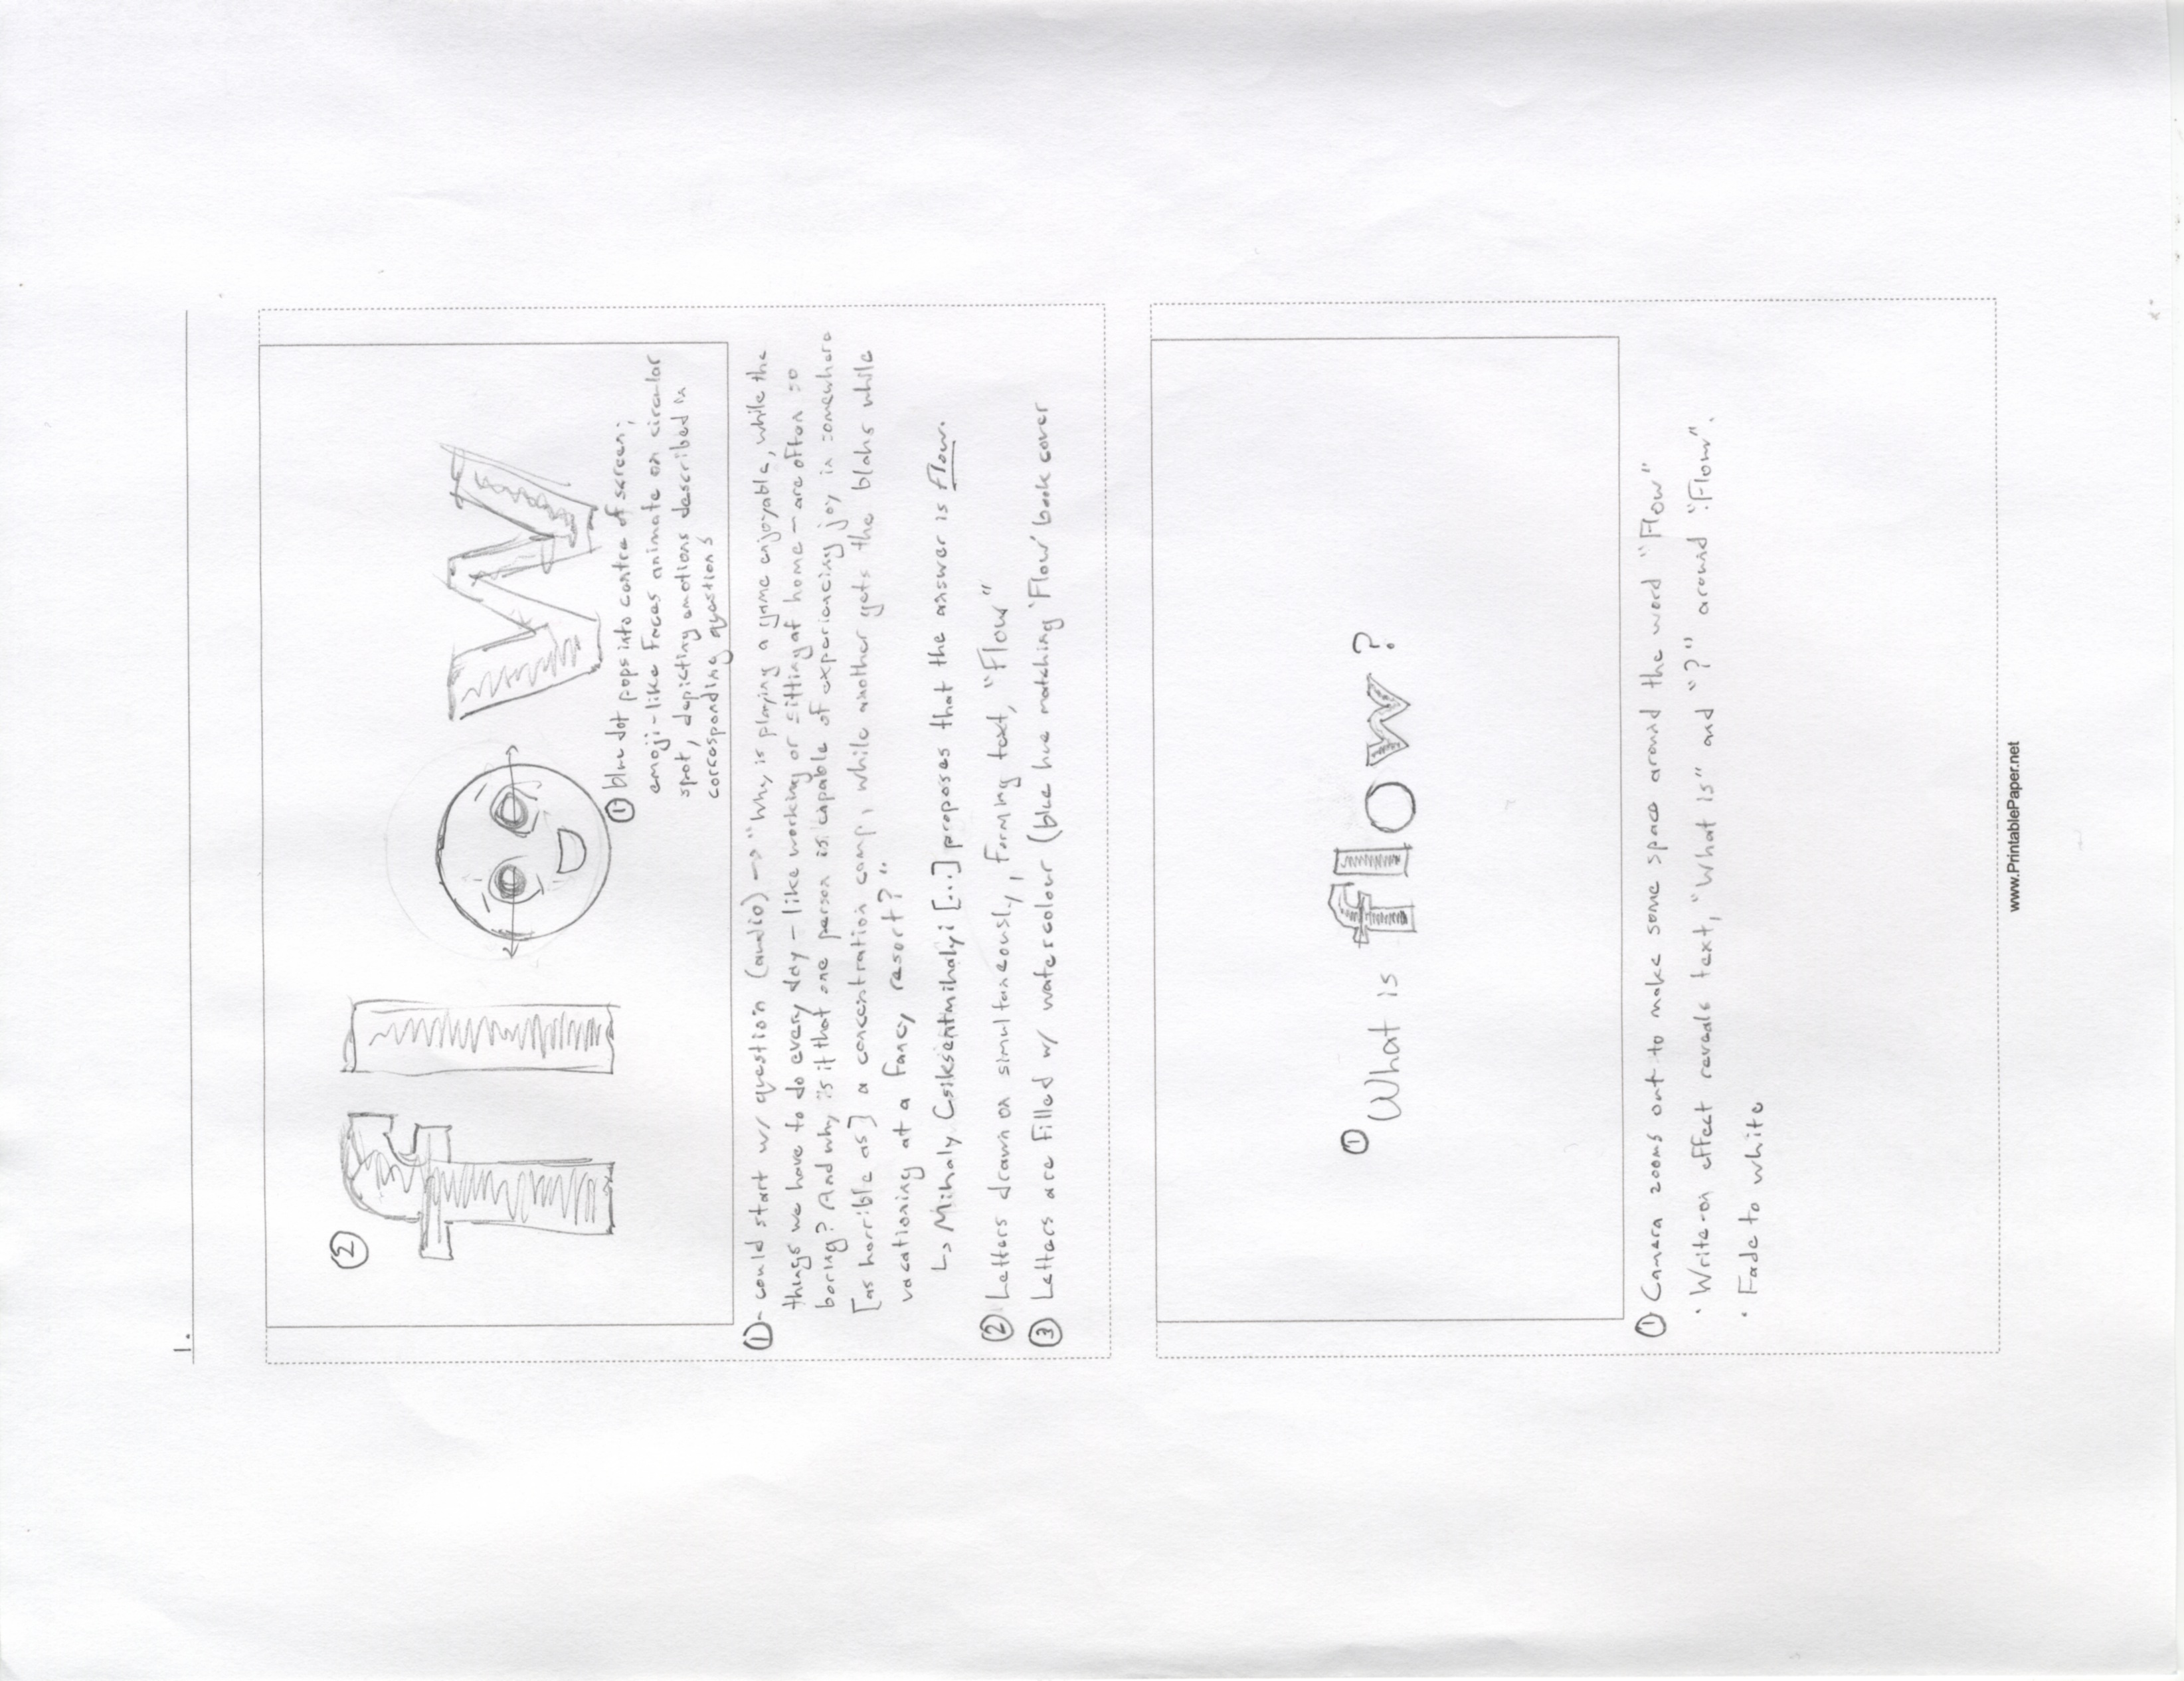 1.
②
flow
① blue dot pops into centre of screen;
emoji-like faces animate on circular
spot, depicting emotions described in
corresponding questions
①- could start w/ question (audio) → "Why is playing a game enjoyable, while the
things we have to do every day - like working or sitting at home - are often so
boring? And why is it that one person is capable of experiencing joy in somewhere
[as horrible as] a concentration camp, while another gets the blahs while
vacationing at a fancy resort?".
↳ Mihaly Csiksentmihalyi [...] proposes that the answer is Flow.
② Letters drawn on simultaneously, forming text, "Flow"
③ Letters are filled w/ watercolour (blue hue matching 'Flow' book cover
① What is flow?
① Camera zooms out to make some space around the word "Flow"
· Write-on effect reveals text, "What is" and "?" around "Flow".
· Fade to white
www.PrintablePaper.net